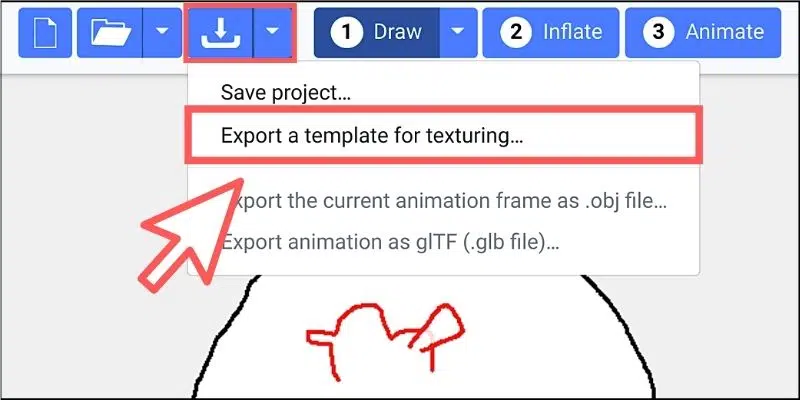 1 Draw 2 Inflate 3 Animate
Save project...
Export a template for texturing...
xport the current animation frame as .obj file...
Export animation as glTF (.glb file)...